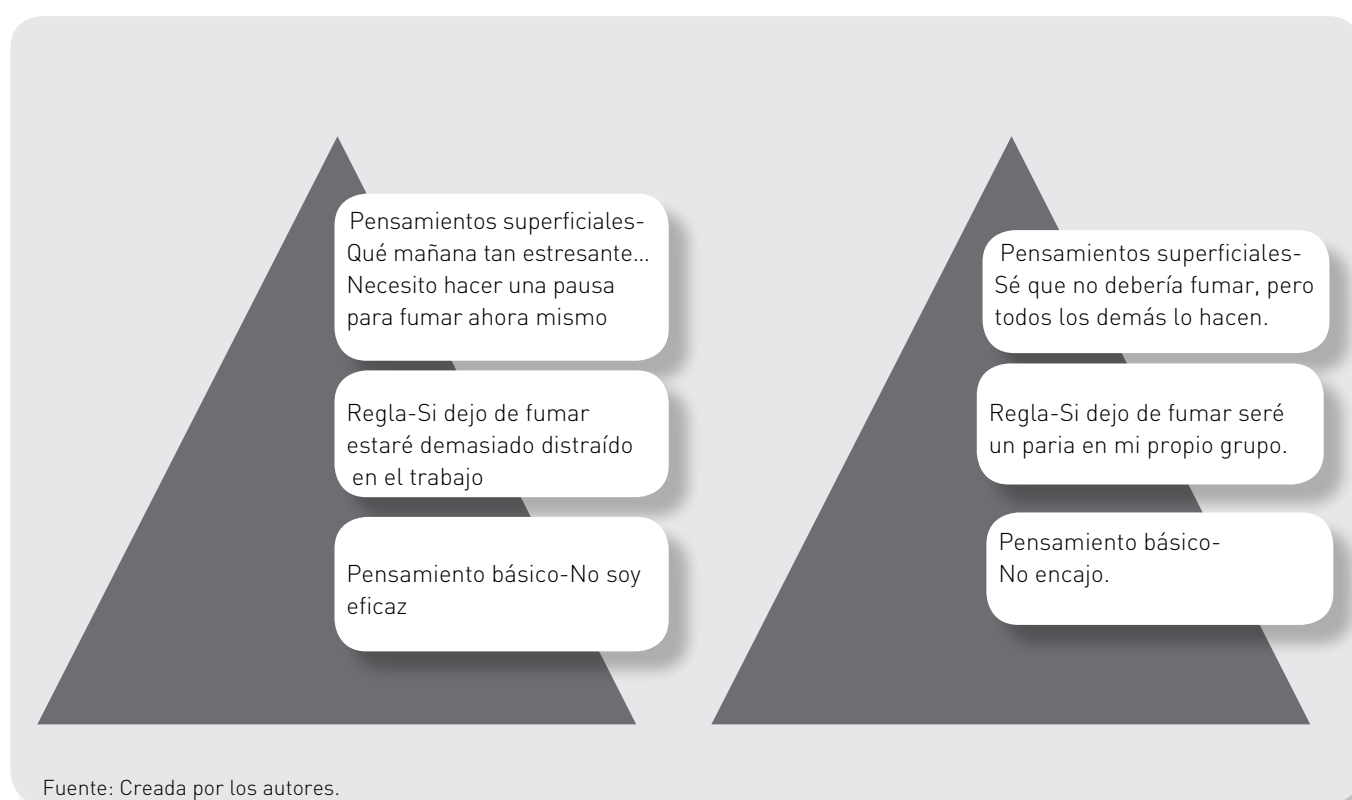 Pensamientos superficiales-
Qué mañana tan estresante...
Necesito hacer una pausa
para fumar ahora mismo
Regla-Si dejo de fumar
estaré demasiado distraído
en el trabajo
Pensamiento básico-No soy
eficaz
Pensamientos superficiales-
Sé que no debería fumar, pero
todos los demás lo hacen.
Regla-Si dejo de fumar seré
un paria en mi propio grupo.
Pensamiento básico-
No encajo.
Fuente: Creada por los autores.